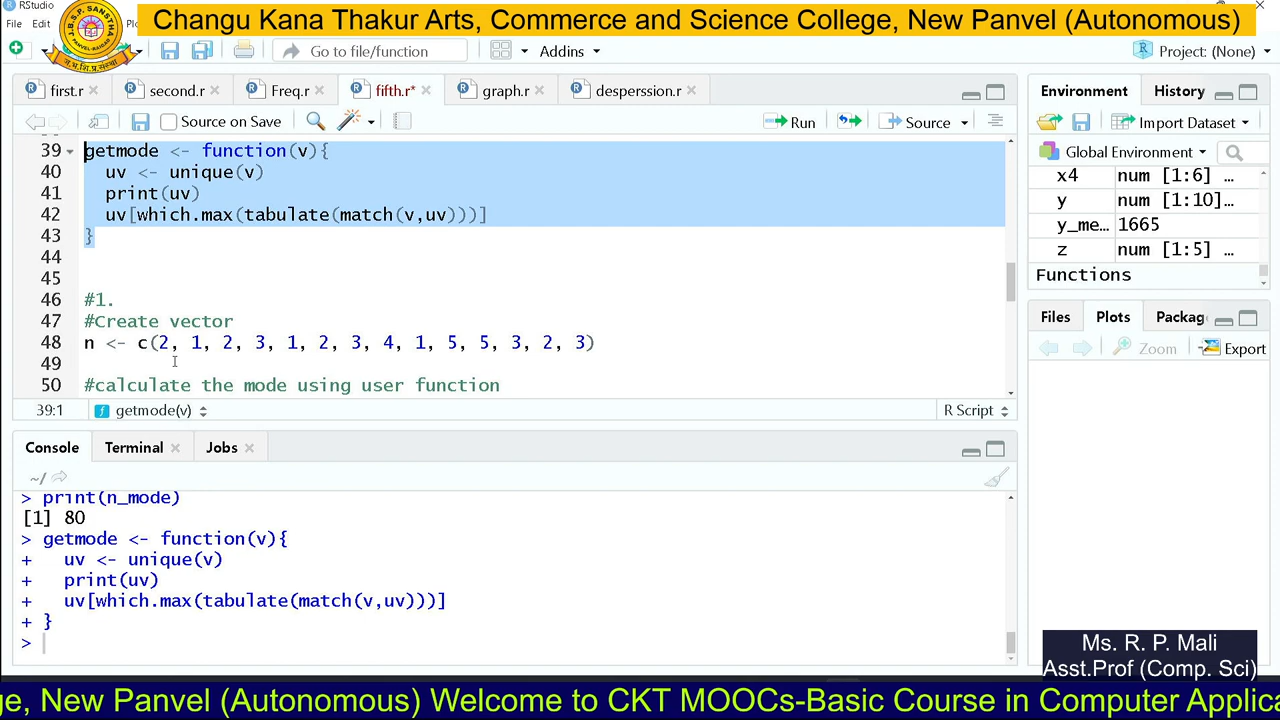 RStudio
Changu Kana Thakur Arts, Commerce and Science College, New Panvel (Autonomous)
File Edit
Go to file/function
Addins
Project: (None)
first.r
second.r
Freq.r
fifth.r*
graph.r
desperssion.r
Source on Save
Run
Source
39 getmode <- function(v){
40 uv <- unique(v)
41 print(uv)
42 uv[which.max(tabulate(match(v,uv)))]
43 }
44
45
46 #1.
47 #Create vector
48 n <- c(2, 1, 2, 3, 1, 2, 3, 4, 1, 5, 5, 3, 2, 3)
49
50 #calculate the mode using user function
39:1 getmode(v) R Script
Console Terminal Jobs
~/
> print(n_mode)
[1] 80
> getmode <- function(v){
+ uv <- unique(v)
+ print(uv)
+ uv[which.max(tabulate(match(v,uv)))]
+ }
>
Environment History
Import Dataset
Global Environment
x4 num [1:6] …
y num [1:10]…
y_me… 1665
z num [1:5] …
Functions
Files Plots Packag
Zoom Export
Ms. R. P. Mali
Asst.Prof (Comp. Sci)
ge, New Panvel (Autonomous) Welcome to CKT MOOCs-Basic Course in Computer Applica